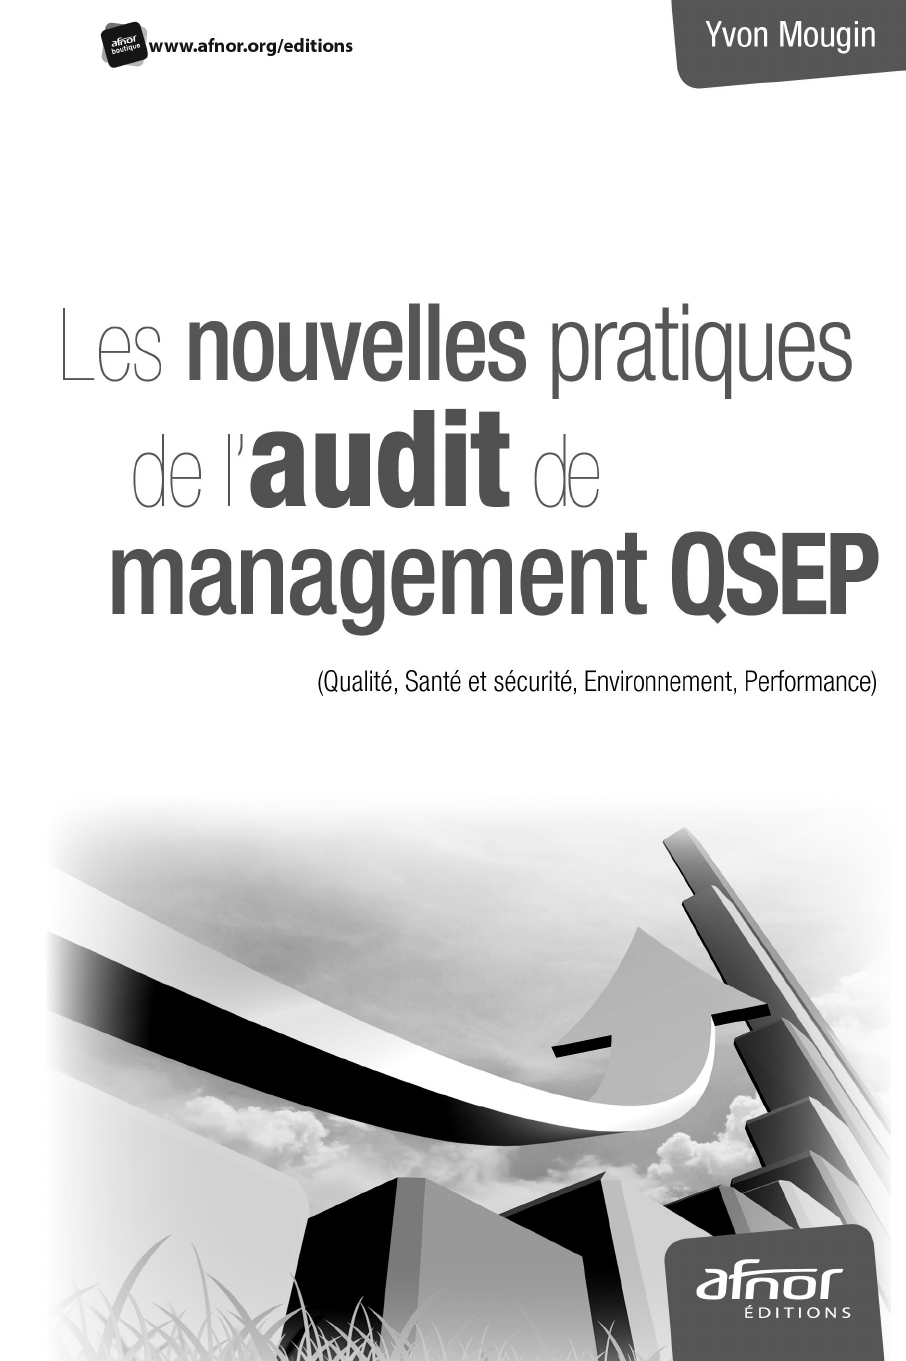 afnor
boutique
www.afnor.org/editions
Yvon Mougin
Les nouvelles pratiques
de l'audit de
management QSEP
(Qualité, Santé et sécurité, Environnement, Performance)
afnor
ÉDITIONS